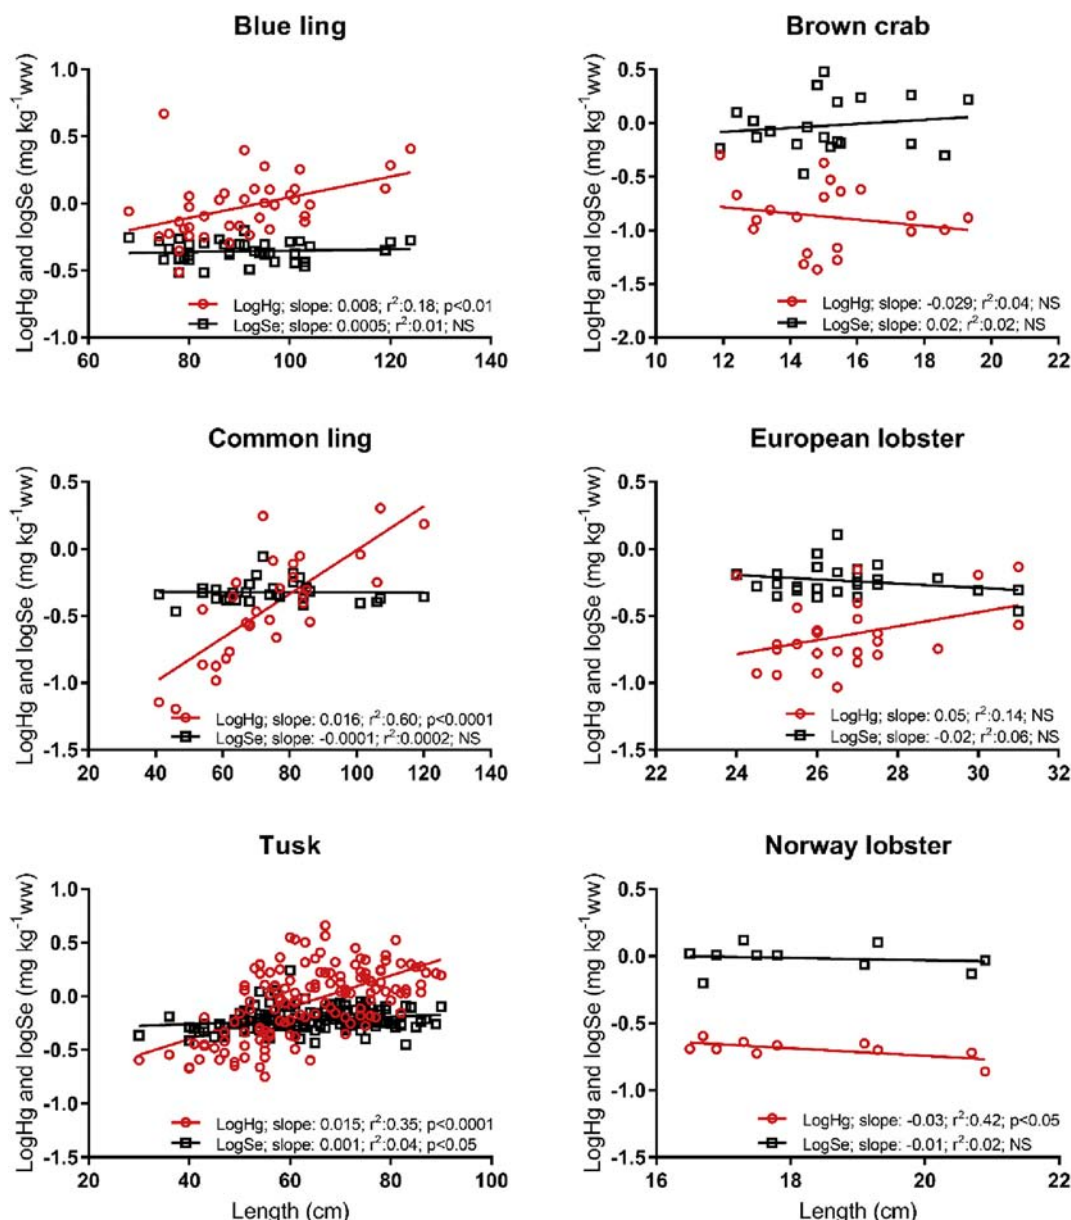 Blue ling
LogHg and logSe (mg kg⁻¹ww)
1.0
0.5
0.0
-0.5
-1.0
60
80
100
120
140
LogHg; slope: 0.008; r²:0.18; p<0.01
LogSe; slope: 0.0005; r²:0.01; NS
Brown crab
LogHg and logSe (mg kg⁻¹ww)
0.5
0.0
-0.5
-1.0
-1.5
-2.0
10
12
14
16
18
20
22
LogHg; slope: -0.029; r²:0.04; NS
LogSe; slope: 0.02; r²:0.02; NS
Common ling
LogHg and logSe (mg kg⁻¹ww)
0.5
0.0
-0.5
-1.0
-1.5
20
40
60
80
100
120
140
LogHg; slope: 0.016; r²:0.60; p<0.0001
LogSe; slope: -0.0001; r²:0.0002; NS
European lobster
LogHg and logSe (mg kg⁻¹ww)
0.5
0.0
-0.5
-1.0
-1.5
22
24
26
28
30
32
LogHg; slope: 0.05; r²:0.14; NS
LogSe; slope: -0.02; r²:0.06; NS
Tusk
LogHg and logSe (mg kg⁻¹ww)
1.0
0.5
0.0
-0.5
-1.0
-1.5
20
40
60
80
100
LogHg; slope: 0.015; r²:0.35; p<0.0001
LogSe; slope: 0.001; r²:0.04; p<0.05
Length (cm)
Norway lobster
LogHg and logSe (mg kg⁻¹ww)
0.5
0.0
-0.5
-1.0
-1.5
16
18
20
22
LogHg; slope: -0.03; r²:0.42; p<0.05
LogSe; slope: -0.01; r²:0.02; NS
Length (cm)